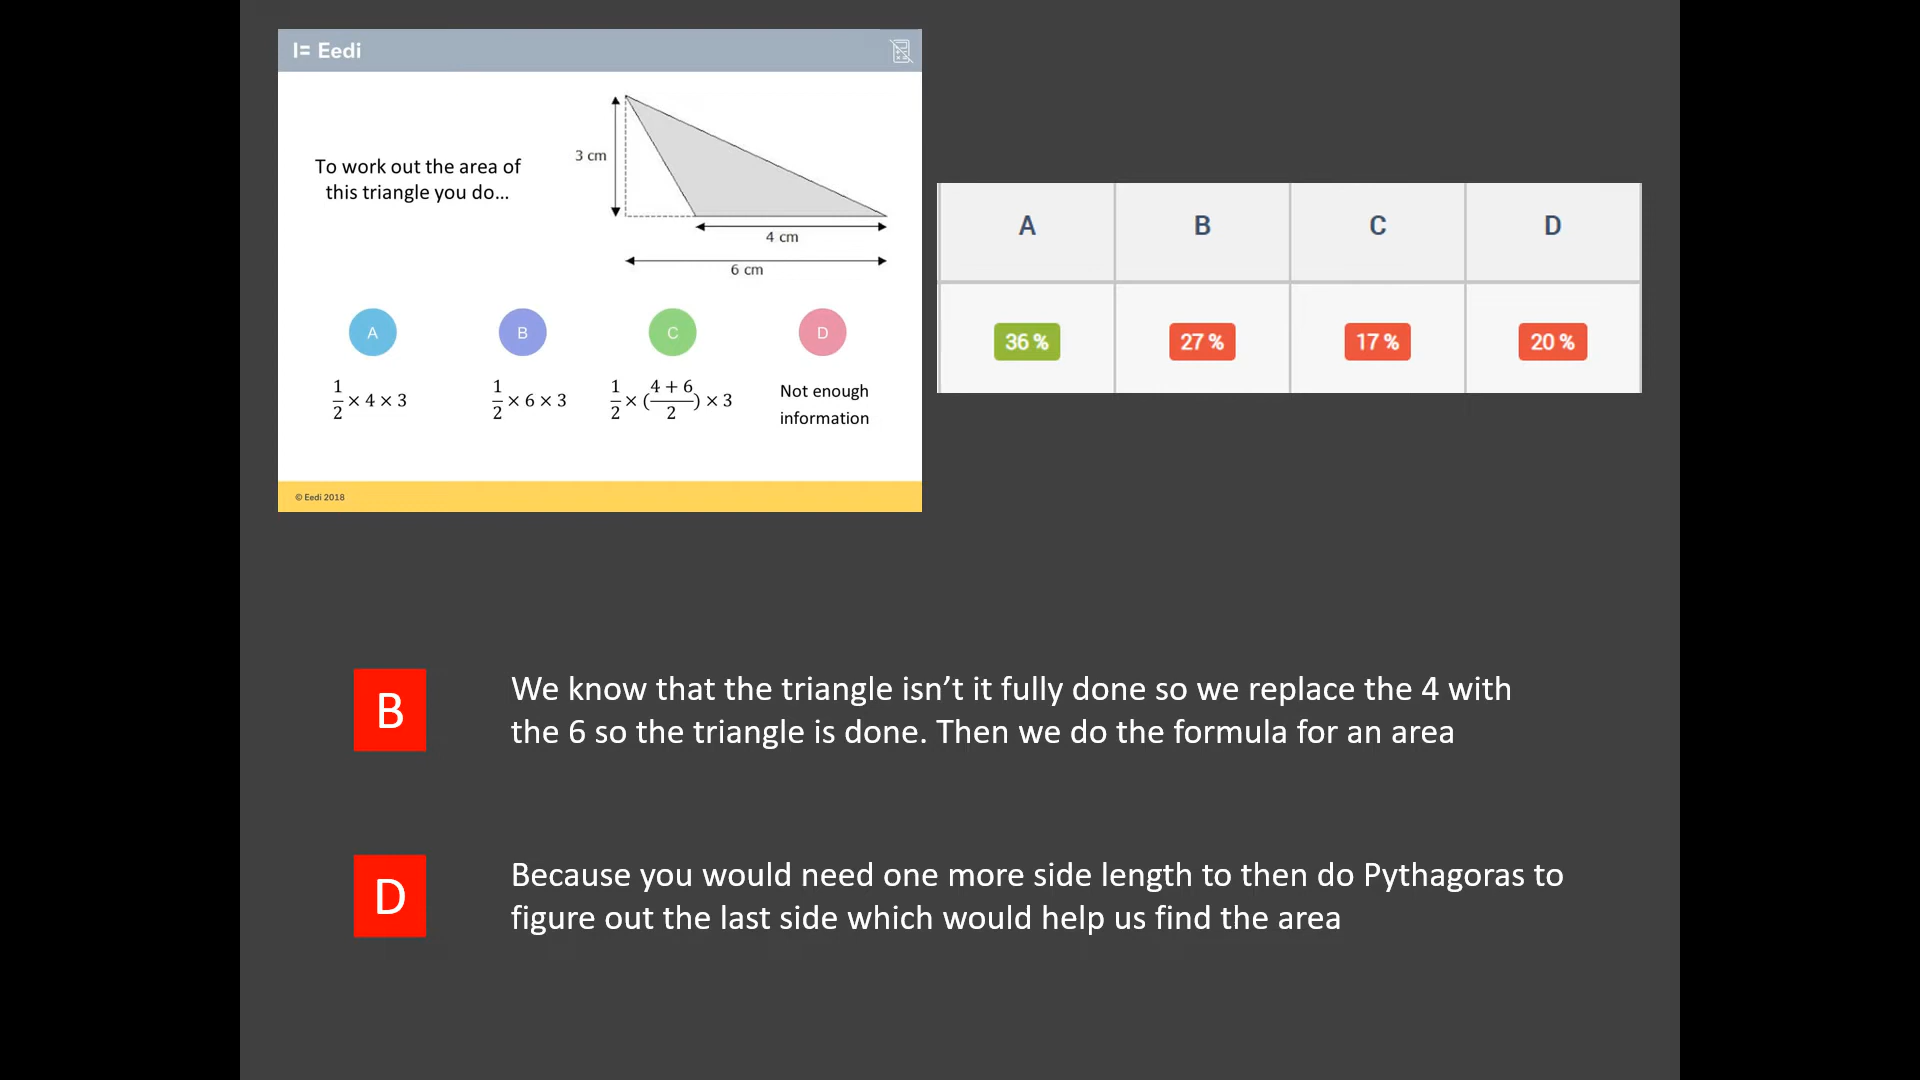 I= Eedi
To work out the area of
this triangle you do...
3 cm
4 cm
6 cm
A
B
C
D
1/2 × 4 × 3
1/2 × 6 × 3
1/2 × ((4 + 6)/2) × 3
Not enough
information
© Eedi 2018
A B C D
36 % 27 % 17 % 20 %
B
We know that the triangle isn’t it fully done so we replace the 4 with
the 6 so the triangle is done. Then we do the formula for an area
D
Because you would need one more side length to then do Pythagoras to
figure out the last side which would help us find the area